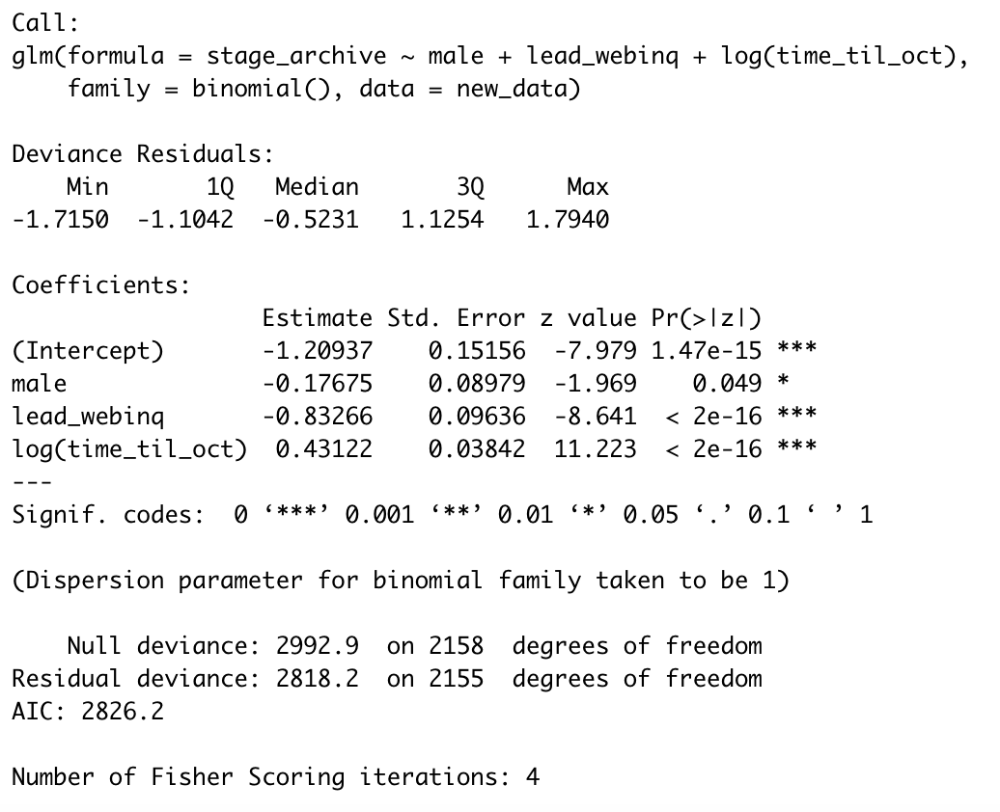 Call:
glm(formula = stage_archive ~ male + lead_webinq + log(time_til_oct),
    family = binomial(), data = new_data)

Deviance Residuals:
    Min       1Q   Median       3Q      Max
-1.7150  -1.1042  -0.5231   1.1254   1.7940

Coefficients:
                  Estimate Std. Error z value Pr(>|z|)
(Intercept)       -1.20937    0.15156  -7.979 1.47e-15 ***
male              -0.17675    0.08979  -1.969    0.049 *
lead_webinq       -0.83266    0.09636  -8.641  < 2e-16 ***
log(time_til_oct)  0.43122    0.03842  11.223  < 2e-16 ***
---
Signif. codes:  0 ‘***’ 0.001 ‘**’ 0.01 ‘*’ 0.05 ‘.’ 0.1 ‘ ’ 1

(Dispersion parameter for binomial family taken to be 1)

    Null deviance: 2992.9  on 2158  degrees of freedom
Residual deviance: 2818.2  on 2155  degrees of freedom
AIC: 2826.2

Number of Fisher Scoring iterations: 4